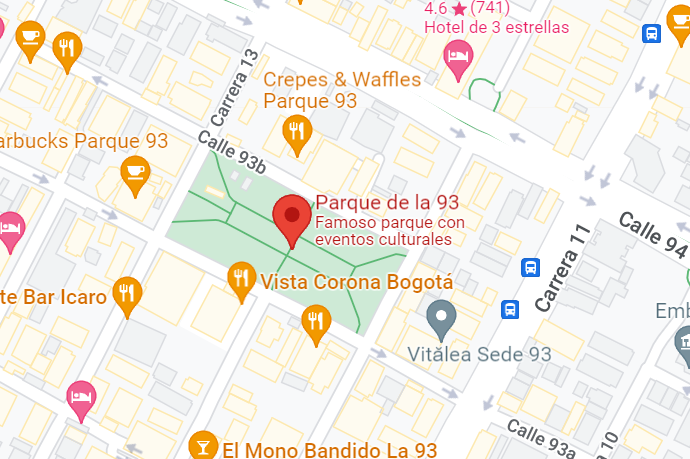 4.6 ★ (741)
Hotel de 3 estrellas
Carrera 13
Crepes & Waffles
Parque 93
arbucks Parque 93
Calle 93b
Parque de la 93
Famoso parque con
eventos culturales
Calle 94
Carrera 11
Vista Corona Bogotá
te Bar Icaro
Emb
Vitălea Sede 93
Calle 93a
10
El Mono Bandido La 93